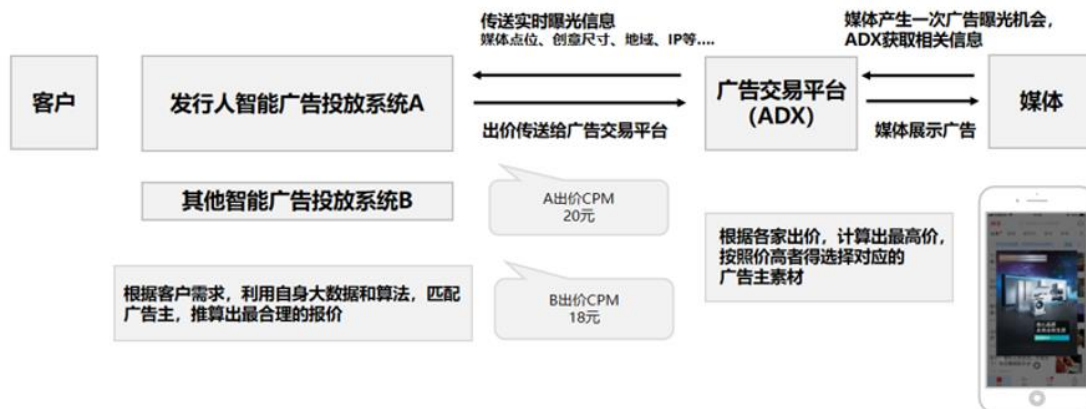 传送实时曝光信息
媒体点位、创意尺寸、地域、IP等....
媒体产生一次广告曝光机会，
ADX获取相关信息
客户
发行人智能广告投放系统A
广告交易平台
（ADX）
媒体
出价传送给广告交易平台
媒体展示广告
其他智能广告投放系统B
A出价CPM
20元
根据各家出价，计算出最高价，
按照价高者得选择对应的
广告主素材
根据客户需求，利用自身大数据和算法，匹配
广告主，推算出最合理的报价
B出价CPM
18元